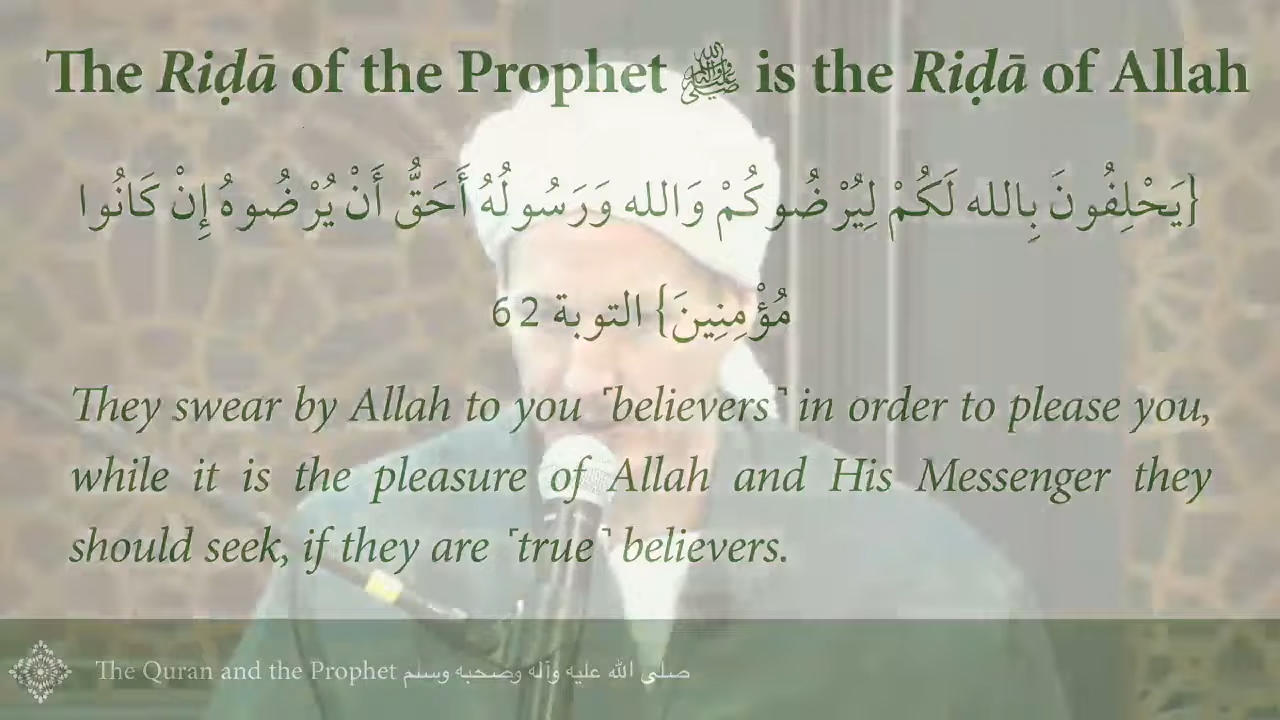 The Riḍā of the Prophet ﷺ is the Riḍā of Allah
{يَحْلِفُونَ بِالله لَكُمْ لِيُرْضُوكُمْ وَالله وَرَسُولُهُ أَحَقُّ أَنْ يُرْضُوهُ إِنْ كَانُوا
مُؤْمِنِينَ} التوبة 62
They swear by Allah to you ˹believers˺ in order to please you,
while it is the pleasure of Allah and His Messenger they
should seek, if they are ˹true˺ believers.
The Quran and the Prophet صلى الله عليه وآله وصحبه وسلم